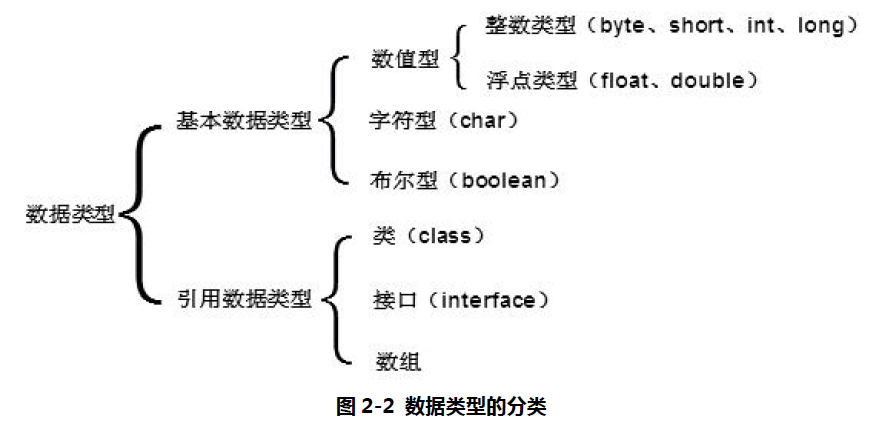 整数类型（byte、short、int、long）
数值型
浮点类型（float、double）
基本数据类型
字符型（char）
布尔型（boolean）
数据类型
类（class）
引用数据类型
接口（interface）
数组
图 2-2 数据类型的分类